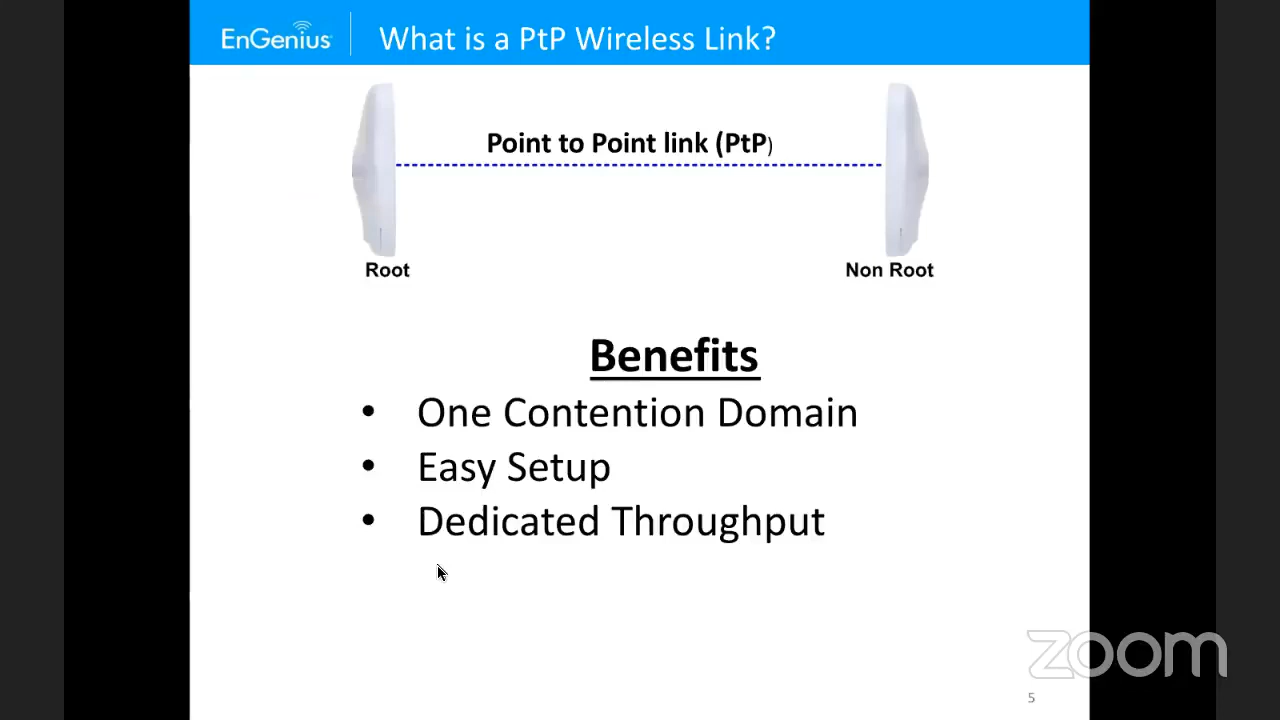 EnGenius
What is a PtP Wireless Link?
Point to Point link (PtP)
Root
Non Root
Benefits
• One Contention Domain
• Easy Setup
• Dedicated Throughput
zoom
5